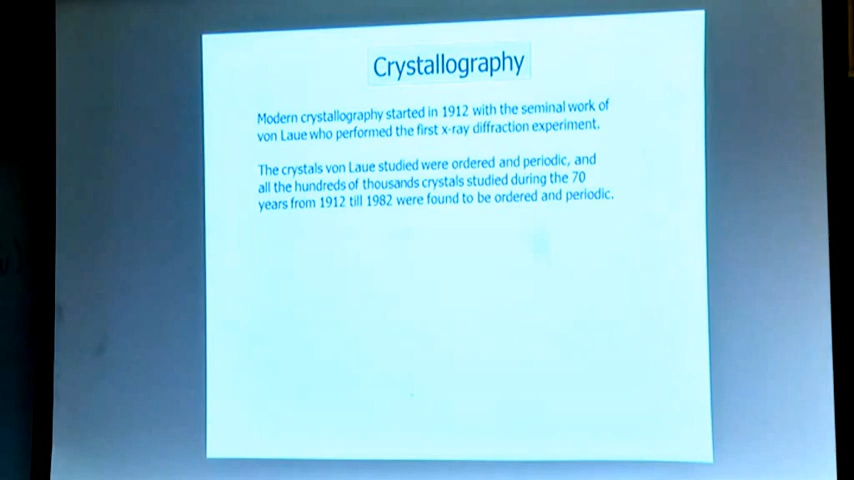 Crystallography
Modern crystallography started in 1912 with the seminal work of
von Laue who performed the first x-ray diffraction experiment.
The crystals von Laue studied were ordered and periodic, and
all the hundreds of thousands crystals studied during the 70
years from 1912 till 1982 were found to be ordered and periodic.